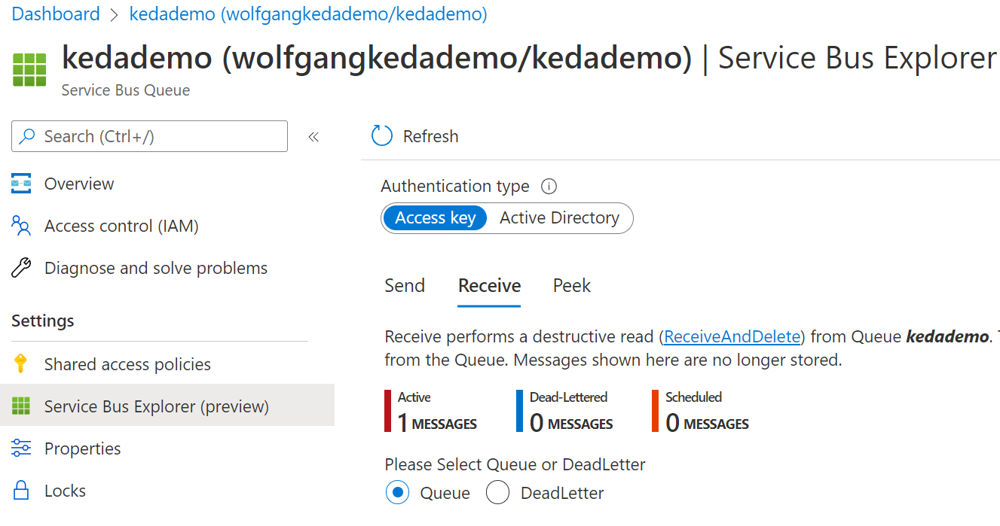 Dashboard > kedademo (wolfgangkedademo/kedademo)
kedademo (wolfgangkedademo/kedademo) | Service Bus Explorer
Service Bus Queue
Search (Ctrl+/)
«
Refresh
Overview
Access control (IAM)
Diagnose and solve problems
Settings
Shared access policies
Service Bus Explorer (preview)
Properties
Locks
Authentication type
Access key Active Directory
Send Receive Peek
Receive performs a destructive read (ReceiveAndDelete) from Queue kedademo.
from the Queue. Messages shown here are no longer stored.
Active Dead-Lettered Scheduled
1 MESSAGES 0 MESSAGES 0 MESSAGES
Please Select Queue or DeadLetter
Queue DeadLetter